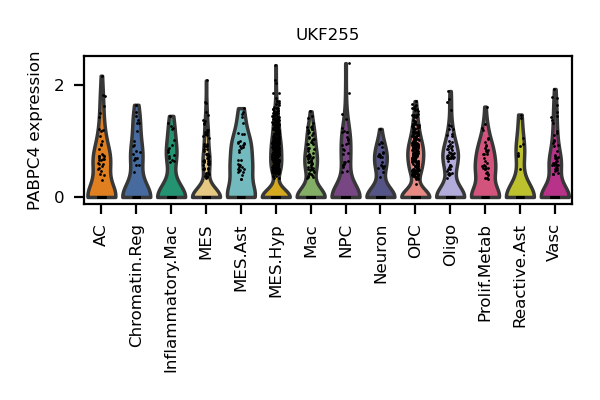 UKF255
PABPC4 expression
2
0
AC
Chromatin.Reg
Inflammatory.Mac
MES
MES.Ast
MES.Hyp
Mac
NPC
Neuron
OPC
Oligo
Prolif.Metab
Reactive.Ast
Vasc